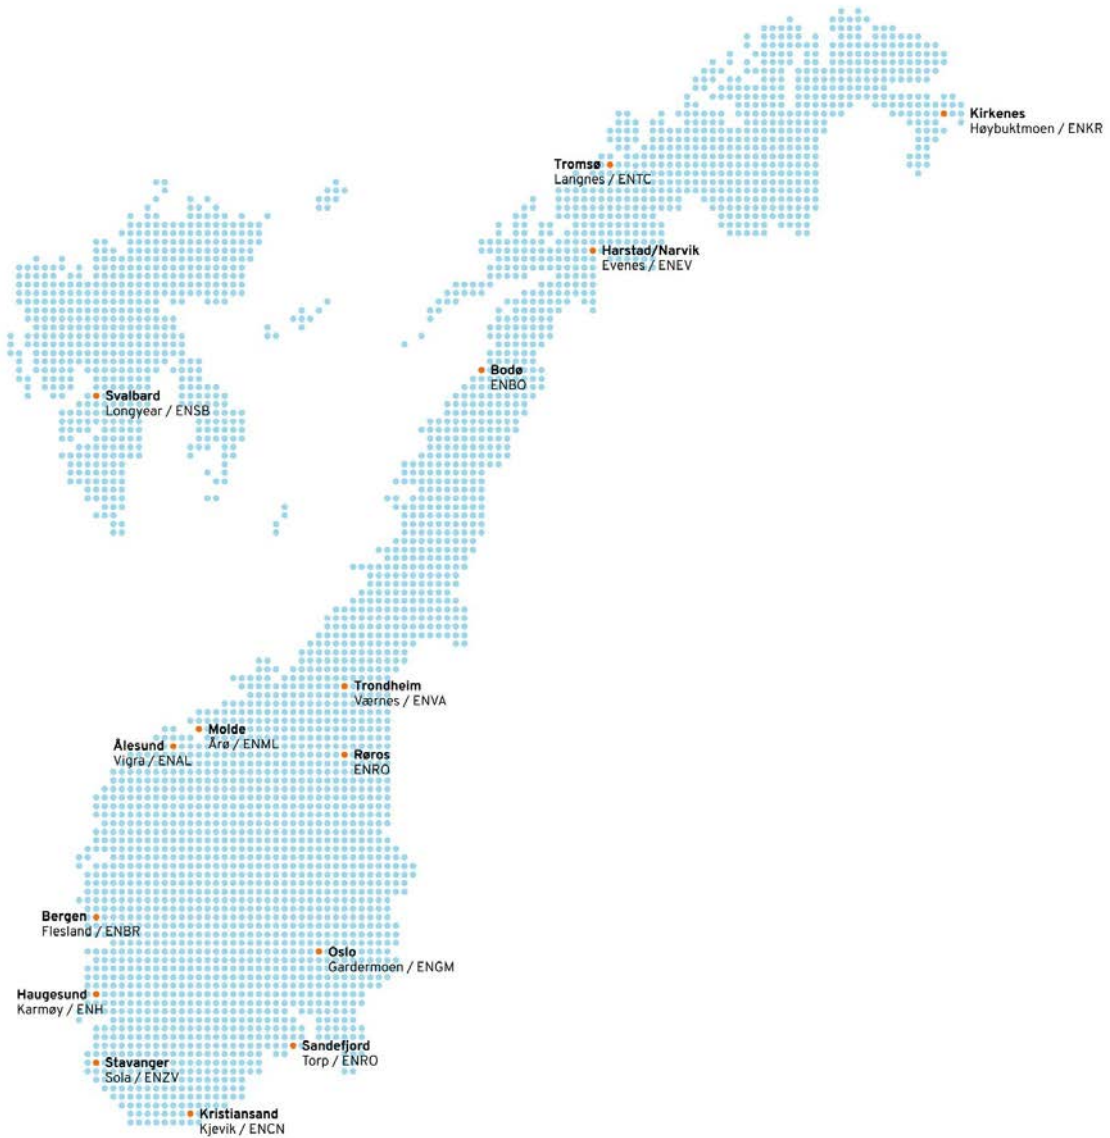 Kirkenes
Høybuktmoen / ENKR
Tromsø
Langnes / ENTC
Harstad/Narvik
Evenes / ENEV
Bodø
ENBO
Svalbard
Longyear / ENSB
Trondheim
Værnes / ENVA
Molde
Årø / ENML
Ålesund
Vigra / ENAL
Røros
ENRO
Bergen
Flesland / ENBR
Oslo
Gardermoen / ENGM
Haugesund
Karmøy / ENH
Sandefjord
Torp / ENRO
Stavanger
Sola / ENZV
Kristiansand
Kjevik / ENCN